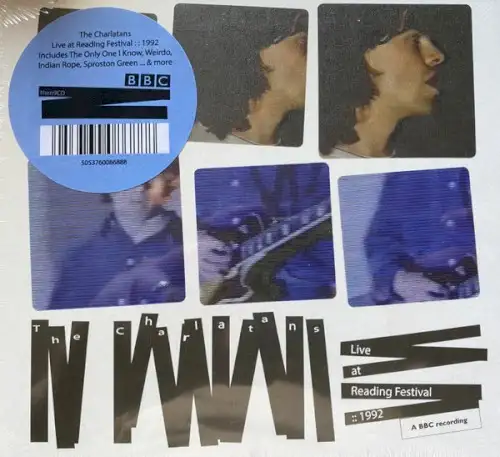 The Charlatans
Live at Reading Festival :: 1992
Includes The Only One I Know, Weirdo,
Indian Rope, Sproston Green ... & more
BBC
then9CD
5053760086888
The Charlatans
Live
at
Reading Festival
:: 1992
A BBC recording